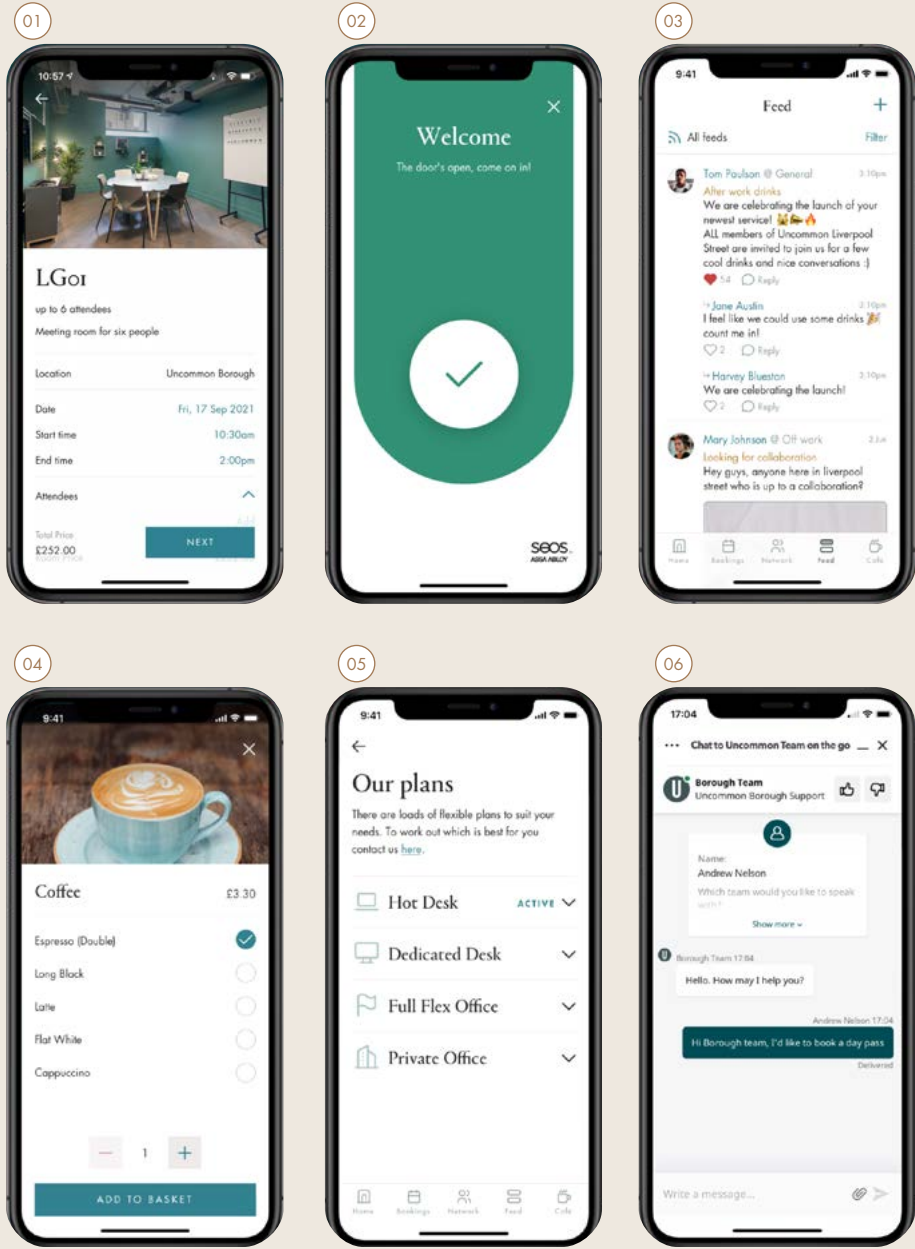 01
10:57
LG01
up to 6 attendees
Meeting room for six people
Location Uncommon Borough
Date Fri, 17 Sep 2021
Start time 10:30am
End time 2:00pm
Attendees
Total Price
£252.00
NEXT
02
Welcome
The door's open, come on in!
seos
ASSA ABLOY
03
9:41
Feed +
All feeds Filter
Tom Paulson @ General 3:10pm
After work drinks
We are celebrating the launch of your
newest service!
ALL members of Uncommon Liverpool
Street are invited to join us for a few
cool drinks and nice conversations :)
54 Reply
Jane Austin 2:10pm
I feel like we could use some drinks
count me in!
2 Reply
Harvey Blueston 2:10pm
We are celebrating the launch!
2 Reply
Mary Johnson @ Off work
Looking for collaboration
Hey guys, anyone here in liverpool
street who is up to a collaboration?
Home Bookings Network Feed Cafe
04
9:41
Coffee £3.30
Espresso (Double)
Long Black
Latte
Flat White
Cappuccino
— 1 +
ADD TO BASKET
05
9:41
Our plans
There are loads of flexible plans to suit your
needs. To work out which is best for you
contact us here.
Hot Desk ACTIVE
Dedicated Desk
Full Flex Office
Private Office
Home Bookings Network Feed Cafe
06
17:04
Chat to Uncommon Team on the go
U Borough Team
Uncommon Borough Support
Name:
Andrew Nelson
Which team would you like to speak
with?
Show more
Borough Team 17:04
Hello. How may I help you?
Andrew Nelson 17:04
Hi Borough team, I'd like to book a day pass
Delivered
Write a message...